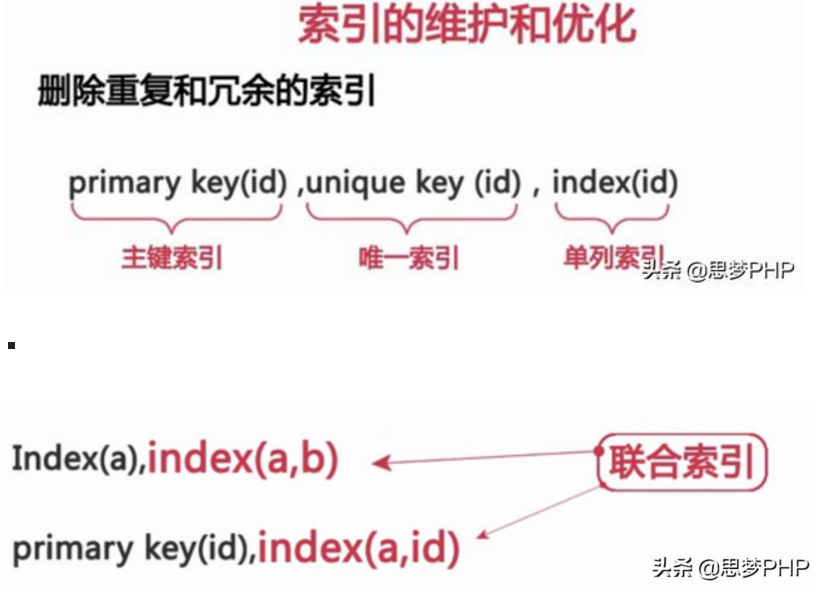 索引的维护和优化
删除重复和冗余的索引
primary key(id) ,unique key (id) , index(id)
主键索引 唯一索引 单列索引
头条 @思梦PHP
Index(a),index(a,b)
联合索引
primary key(id),index(a,id)
头条 @思梦PHP